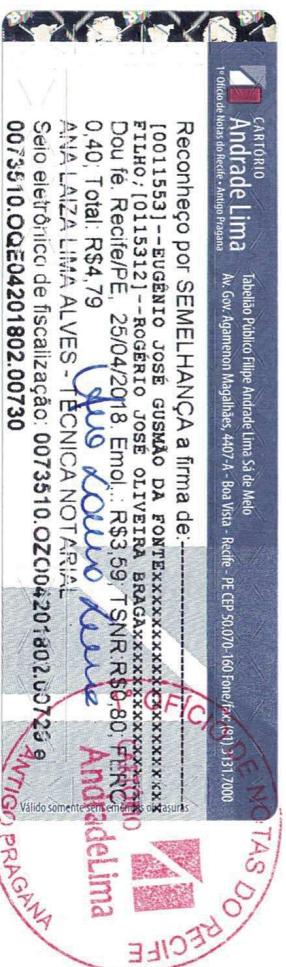 CARTÓRIO
Andrade Lima
1º Ofício de Notas do Recife • Antigo Pragana
Tabelião Público Filipe Andrade Lima Sá de Melo
Av. Gov. Agamenon Magalhães, 4407-A - Boa Vista - Recife - PE CEP 50.070-160 Fone/fax: (81) 3131.7000
Reconheço por SEMELHANÇA a firma de:-
[0011553]--EUGÊNIO JOSÉ GUSMÃO DA FONTE
FILHO;[0115312]--ROGÉRIO JOSÉ OLIVEIRA BRAGA
Dou fé. Recife/PE, 25/04/2018. Emol.: R$3,59; TSNR R$0,80; FERC
0,40; Total: R$4,79
ANA LAIZA LIMA ALVES - TÉCNICA NOTARIAL
Selo eletrônico de fiscalização: 0073510.OZC04201802.00729 e
0073510.OQE04201802.00730
Válido somente sem emendas ou rasuras
OFÍCIO DE NOTAS DO RECIFE
Andrade Lima
ANTIGO PRAGANA